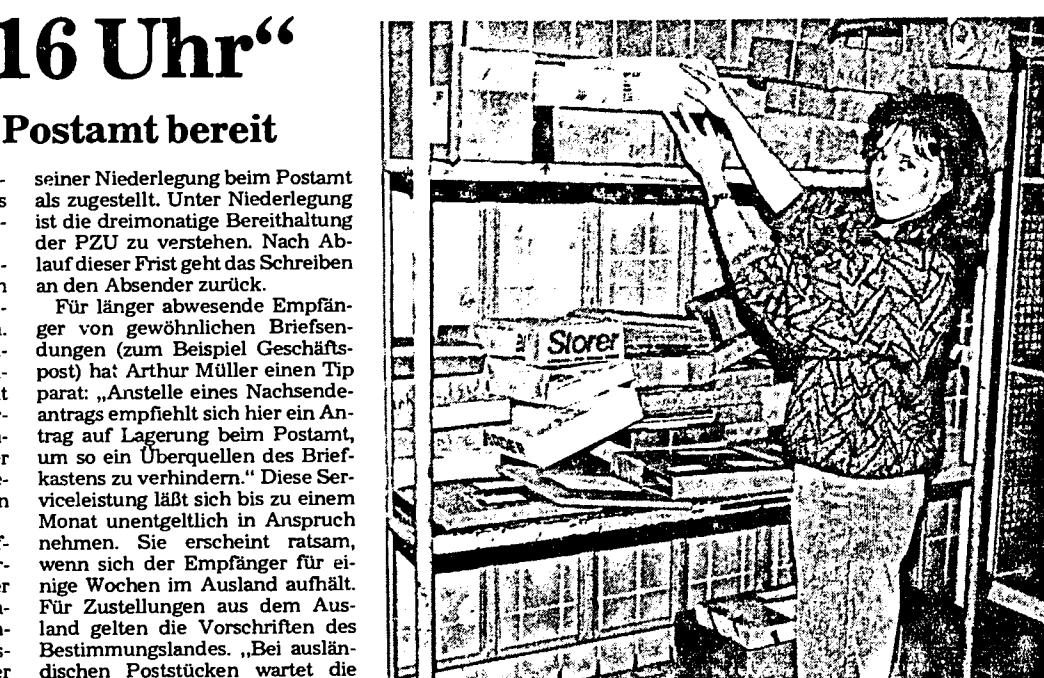 16 Uhr“
Postamt bereit
seiner Niederlegung beim Postamt
als zugestellt. Unter Niederlegung
ist die dreimonatige Bereithaltung
der PZU zu verstehen. Nach Ab-
lauf dieser Frist geht das Schreiben
an den Absender zurück.
Für länger abwesende Empfän-
ger von gewöhnlichen Briefsen-
dungen (zum Beispiel Geschäfts-
post) hat Arthur Müller einen Tip
parat: „Anstelle eines Nachsende-
antrags empfiehlt sich hier ein An-
trag auf Lagerung beim Postamt,
um so ein Überquellen des Brief-
kastens zu verhindern.“ Diese Ser-
viceleistung läßt sich bis zu einem
Monat unentgeltlich in Anspruch
nehmen. Sie erscheint ratsam,
wenn sich der Empfänger für ei-
nige Wochen im Ausland aufhält.
Für Zustellungen aus dem Aus-
land gelten die Vorschriften des
Bestimmungslandes. „Bei auslän-
dischen Poststücken wartet die
Storer